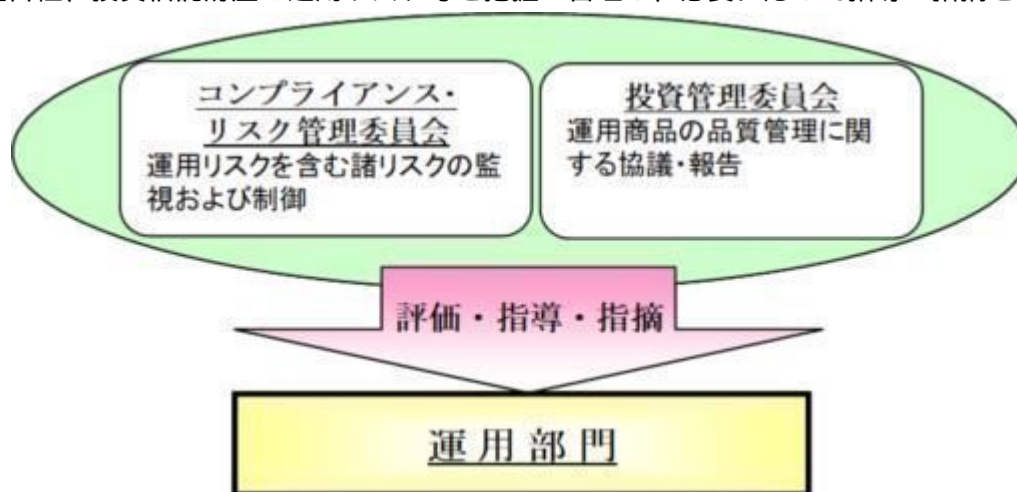 コンプライアンス・
リスク管理委員会
運用リスクを含む諸リスクの監
視および制御
投資管理委員会
運用商品の品質管理に関
する協議・報告
評価・指導・指摘
運用部門